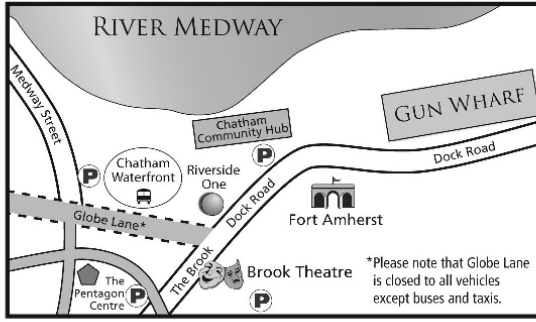 RIVER MEDWAY
Medway Street
GUN WHARF
Chatham
Community Hub
P
Dock Road
P
Chatham
Waterfront
Riverside
One
Dock Road
Fort Amherst
Globe Lane*
The Brook
Brook Theatre
The
Pentagon
Centre
P
P
*Please note that Globe Lane
is closed to all vehicles
except buses and taxis.